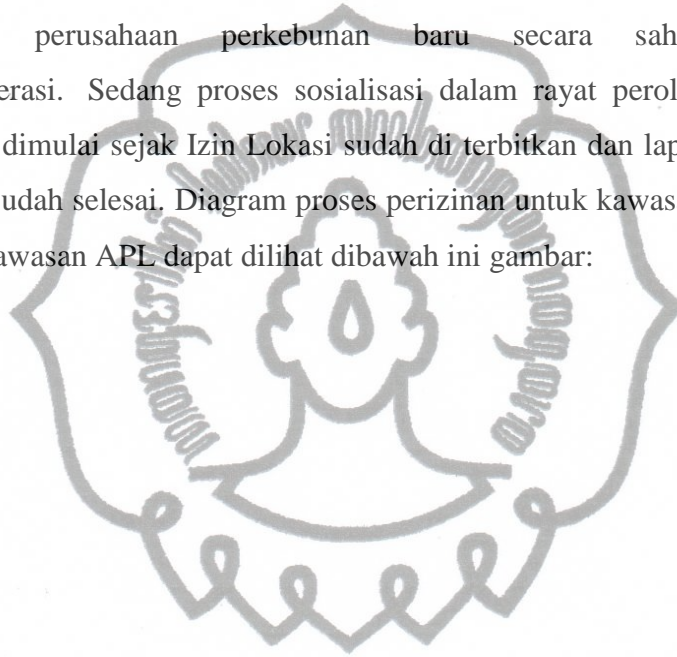 perusahaan perkebunan baru secara sah
erasi. Sedang proses sosialisasi dalam rayat perol
dimulai sejak Izin Lokasi sudah di terbitkan dan lap
udah selesai. Diagram proses perizinan untuk kawas
awasan APL dapat dilihat dibawah ini gambar: